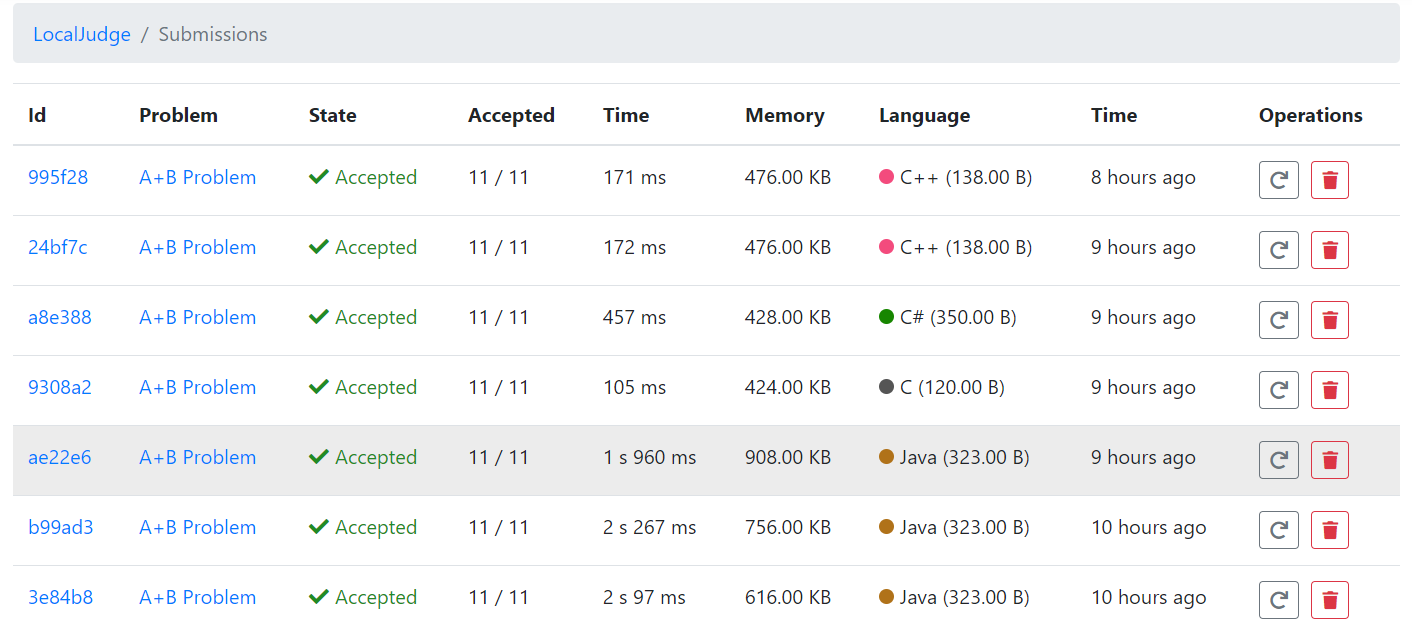 LocalJudge / Submissions
Id Problem State Accepted Time Memory Language Time Operations
995f28 A+B Problem Accepted 11 / 11 171 ms 476.00 KB C++ (138.00 B) 8 hours ago
24bf7c A+B Problem Accepted 11 / 11 172 ms 476.00 KB C++ (138.00 B) 9 hours ago
a8e388 A+B Problem Accepted 11 / 11 457 ms 428.00 KB C# (350.00 B) 9 hours ago
9308a2 A+B Problem Accepted 11 / 11 105 ms 424.00 KB C (120.00 B) 9 hours ago
ae22e6 A+B Problem Accepted 11 / 11 1 s 960 ms 908.00 KB Java (323.00 B) 9 hours ago
b99ad3 A+B Problem Accepted 11 / 11 2 s 267 ms 756.00 KB Java (323.00 B) 10 hours ago
3e84b8 A+B Problem Accepted 11 / 11 2 s 97 ms 616.00 KB Java (323.00 B) 10 hours ago